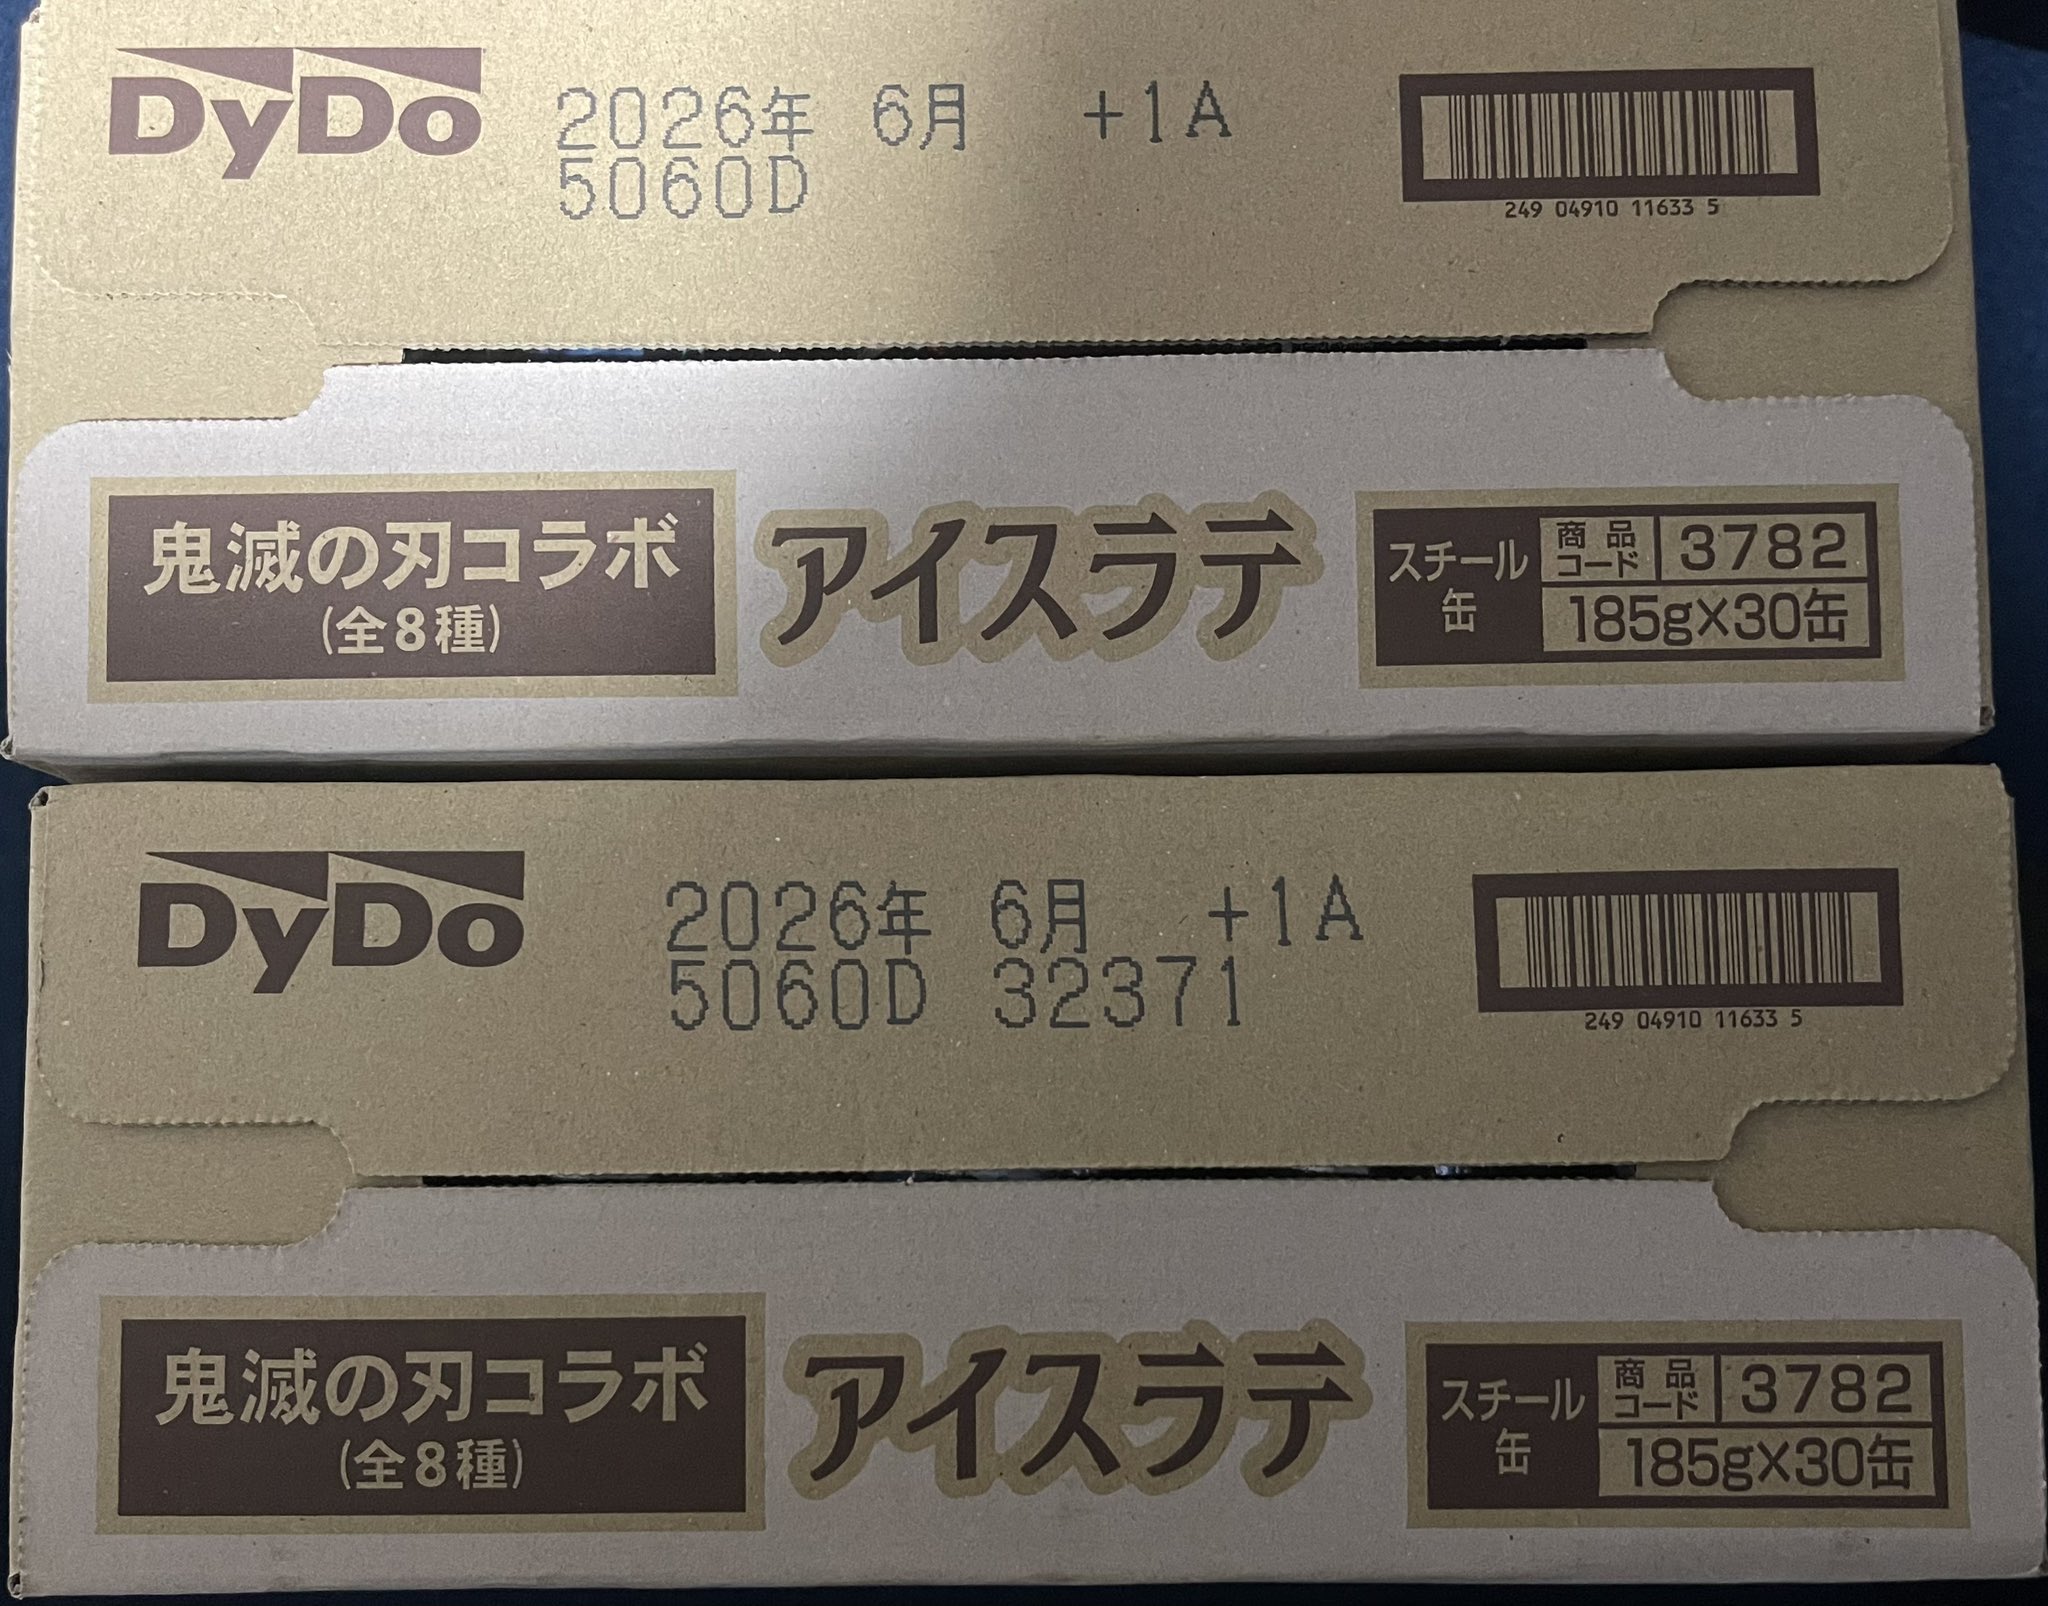 DyDo
2026年 6月 +1A
5060D
249 04910 11633 5
鬼滅の刃コラボ
(全8種)
アイスラテ
スチール
缶
商品
コード
3782
185g×30缶
DyDo
2026年 6月 +1A
5060D 32371
249 04910 11633 5
鬼滅の刃コラボ
(全8種)
アイスラテ
スチール
缶
商品
コード
3782
185g×30缶